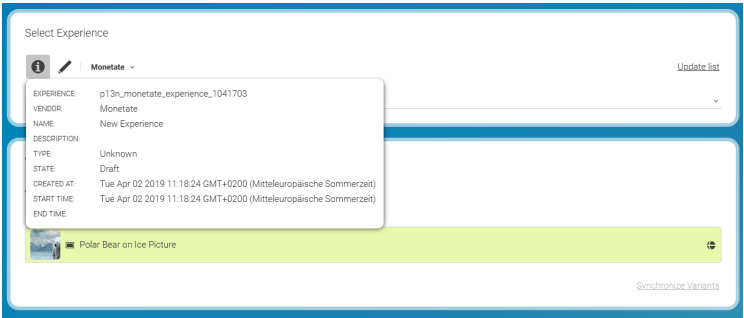 Select Experience
Monetate
Update list
EXPERIENCE: p13n_monetate_experience_1041703
VENDOR: Monetate
NAME: New Experience
DESCRIPTION:
TYPE: Unknown
STATE: Draft
CREATED AT: Tue Apr 02 2019 11:18:24 GMT+0200 (Mitteleuropäische Sommerzeit)
START TIME: Tue Apr 02 2019 11:18:24 GMT+0200 (Mitteleuropäische Sommerzeit)
END TIME:
Polar Bear on Ice Picture
Synchronize Variants